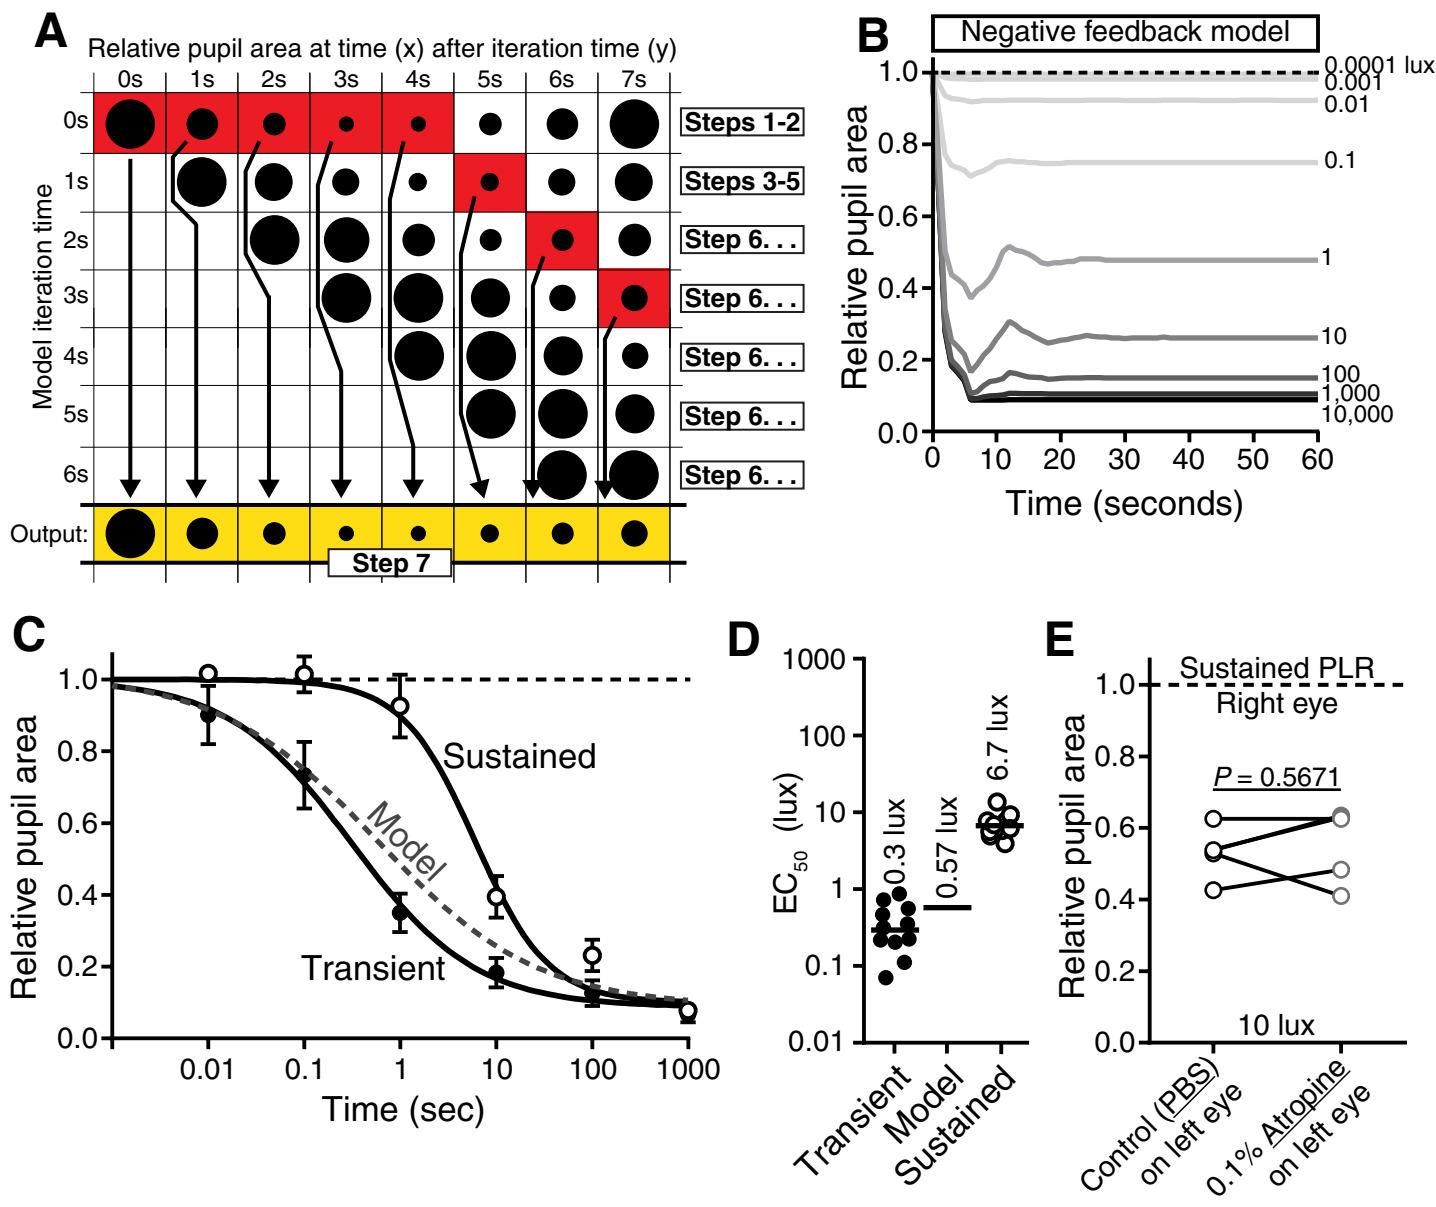 A
Relative pupil area at time (x) after iteration time (y)
0s 1s 2s 3s 4s 5s 6s 7s
Model iteration time
0s
Steps 1-2
1s
Steps 3-5
2s
Step 6. . .
3s
Step 6. . .
4s
Step 6. . .
5s
Step 6. . .
6s
Step 6. . .
Output:
Step 7
B
Negative feedback model
Relative pupil area
1.0
0.8
0.6
0.4
0.2
0.0
0.0001 lux
0.001
0.01
0.1
1
10
100
1,000
10,000
0 10 20 30 40 50 60
Time (seconds)
C
Relative pupil area
1.0
0.8
0.6
0.4
0.2
0.0
Sustained
Model
Transient
0.01 0.1 1 10 100 1000
Time (sec)
D
EC50 (lux)
1000
100
10
1
0.1
0.01
0.3 lux
0.57 lux
6.7 lux
Transient
Model
Sustained
E
Relative pupil area
1.0
0.8
0.6
0.4
0.2
0.0
Sustained PLR
Right eye
P = 0.5671
10 lux
Control (PBS)
on left eye
0.1% Atropine
on left eye